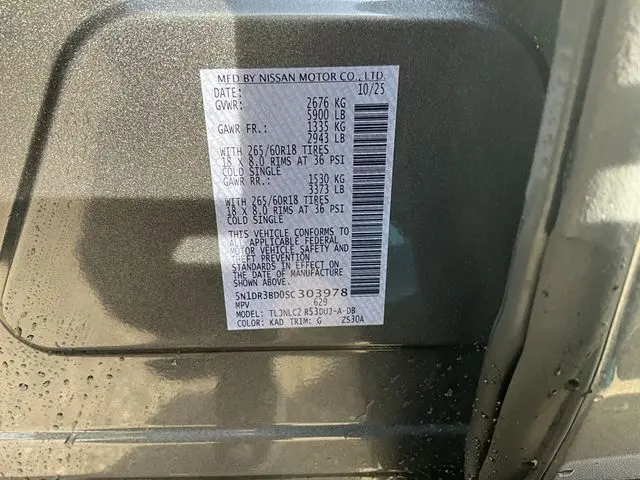 MFD BY NISSAN MOTOR CO., LTD.
DATE: 10/25
GVWR: 2676 KG
5900 LB
GAWR FR.: 1335 KG
2943 LB
WITH 265/60R18 TIRES
18 X 8.0 RIMS AT 36 PSI
COLD SINGLE
GAWR RR.: 1530 KG
3373 LB
WITH 265/60R18 TIRES
18 X 8.0 RIMS AT 36 PSI
COLD SINGLE
THIS VEHICLE CONFORMS TO
ALL APPLICABLE FEDERAL
MOTOR VEHICLE SAFETY AND
THEFT PREVENTION
STANDARDS IN EFFECT ON
THE DATE OF MANUFACTURE
SHOWN ABOVE.
5N1DR3BD0SC303978
MPV 629
MODEL: TLJNLCZ R53DUJ-A-DB
COLOR: KAD TRIM: G ZS30A